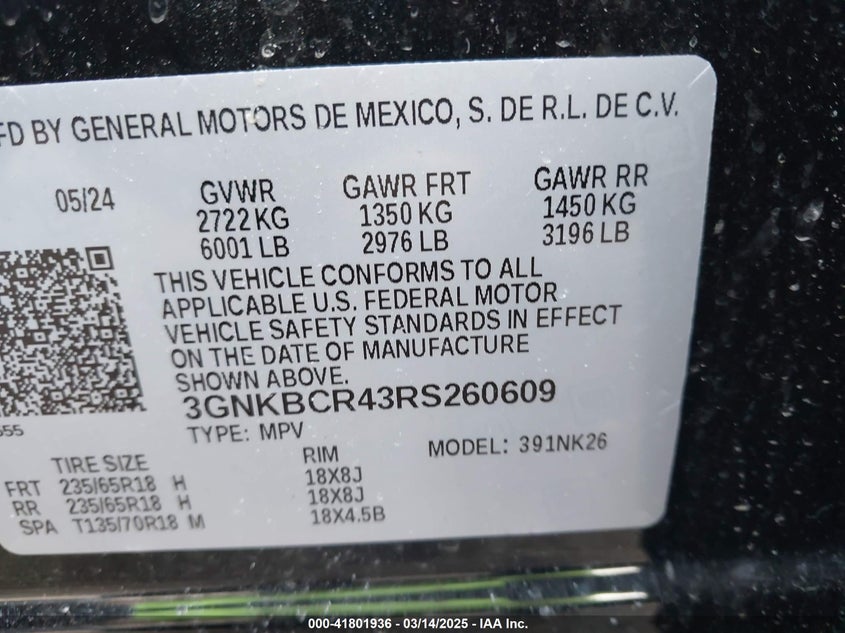 FD BY GENERAL MOTORS DE MEXICO, S. DE R.L. DE C.V.
05/24 GVWR GAWR FRT GAWR RR
2722 KG 1350 KG 1450 KG
6001 LB 2976 LB 3196 LB
THIS VEHICLE CONFORMS TO ALL
APPLICABLE U.S. FEDERAL MOTOR
VEHICLE SAFETY STANDARDS IN EFFECT
ON THE DATE OF MANUFACTURE
SHOWN ABOVE.
3GNKBCR43RS260609
555
TYPE: MPV MODEL: 391NK26
TIRE SIZE RIM
FRT 235/65R18 H 18X8J
RR 235/65R18 H 18X8J
SPA T135/70R18 M 18X4.5B
000-41801936 - 03/14/2025 - IAA Inc.